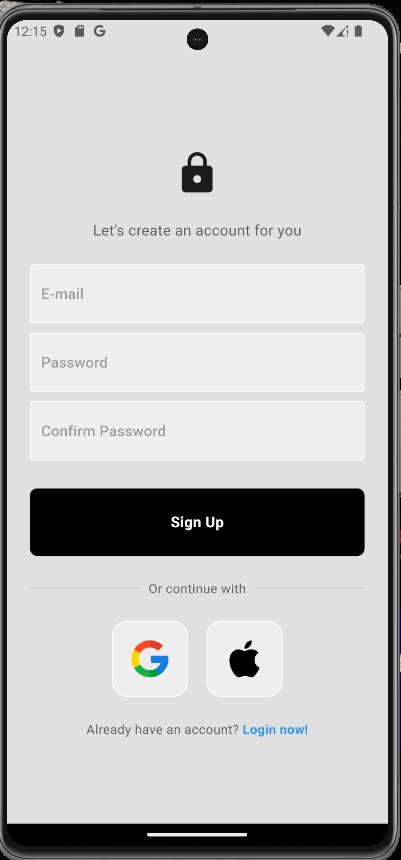 12:15
Let's create an account for you
E-mail
Password
Confirm Password
Sign Up
Or continue with
Already have an account? Login now!